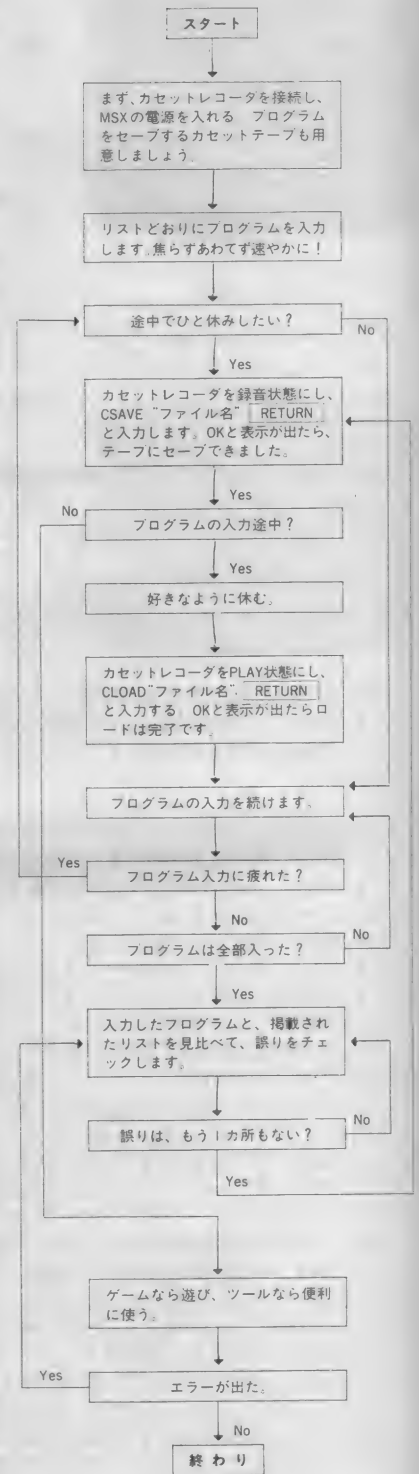 スタート
まず、カセットレコーダを接続し、
MSXの電源を入れる プログラム
をセーブするカセットテープも用
意しましょう.
リストどおりにプログラムを入力
します.焦らずあわてず速やかに！
途中でひと休みしたい？
No
Yes
カセットレコーダを録音状態にし、
CSAVE "ファイル名" RETURN
と入力します。OKと表示が出たら、
テープにセーブできました。
Yes
No
プログラムの入力途中？
Yes
好きなように休む。
カセットレコーダをPLAY状態にし、
CLOAD"ファイル名". RETURN
と入力する OKと表示が出たらロ
ードは完了です.
プログラムの入力を続けます.
Yes
プログラム入力に疲れた？
No
プログラムは全部入った？
No
Yes
入力したプログラムと、掲載され
たリストを見比べて、誤りをチェ
ックします。
誤りは、もう1カ所もない？
No
Yes
ゲームなら遊び、ツールなら便利
に使う。
Yes
エラーが出た。
No
終わり